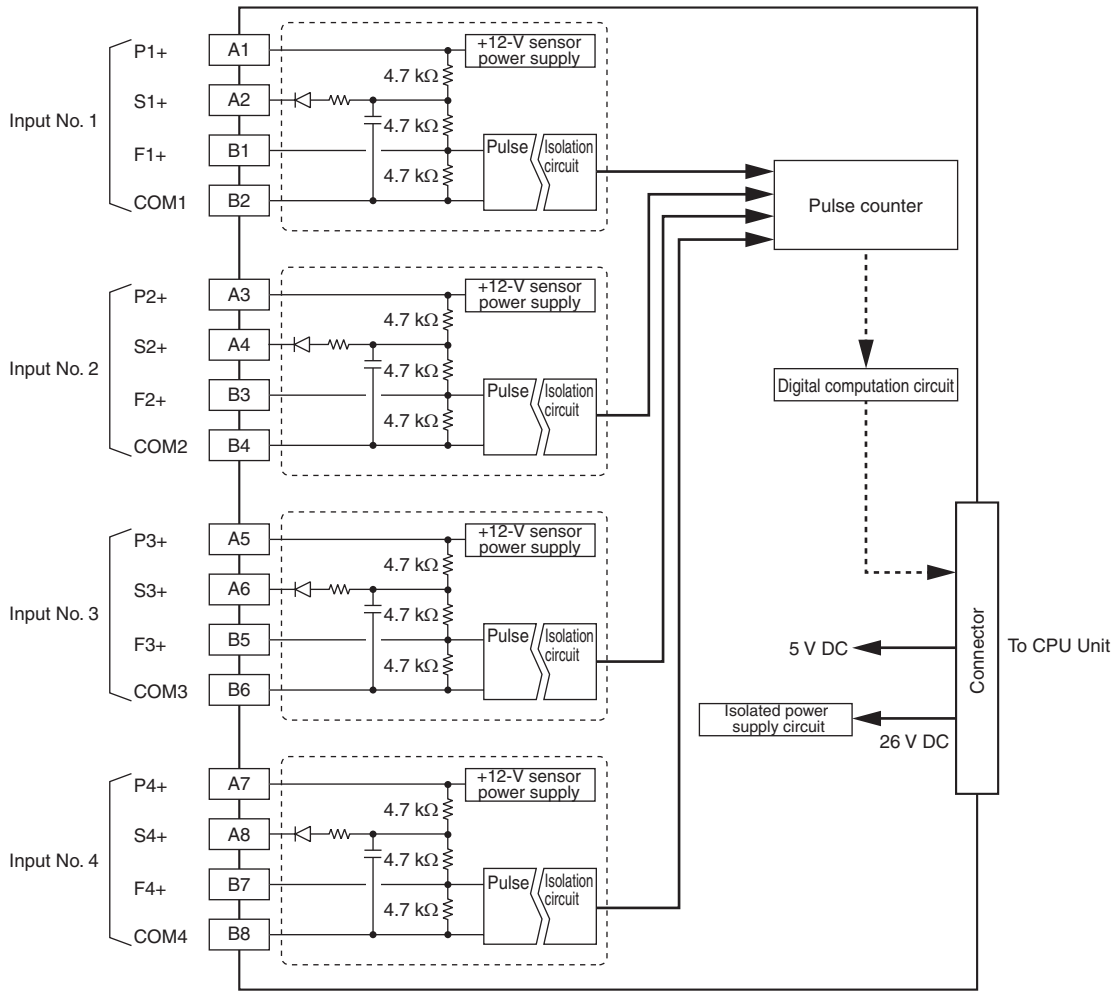 Input No. 1
P1+
A1
+12-V sensor
power supply
4.7 kΩ
S1+
A2
4.7 kΩ
F1+
B1
Pulse
Isolation
circuit
4.7 kΩ
COM1
B2
Pulse counter
Input No. 2
P2+
A3
+12-V sensor
power supply
4.7 kΩ
S2+
A4
4.7 kΩ
F2+
B3
Pulse
Isolation
circuit
4.7 kΩ
COM2
B4
Digital computation circuit
Input No. 3
P3+
A5
+12-V sensor
power supply
4.7 kΩ
S3+
A6
4.7 kΩ
F3+
B5
Pulse
Isolation
circuit
4.7 kΩ
COM3
B6
5 V DC
Connector
To CPU Unit
Isolated power
supply circuit
26 V DC
Input No. 4
P4+
A7
+12-V sensor
power supply
4.7 kΩ
S4+
A8
4.7 kΩ
F4+
B7
Pulse
Isolation
circuit
4.7 kΩ
COM4
B8